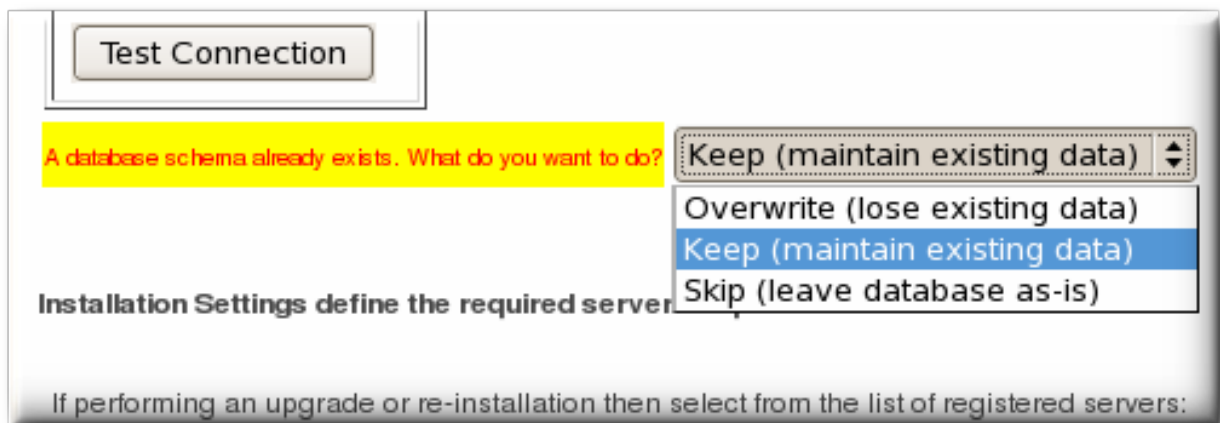 Test Connection
A database schema already exists. What do you want to do?
Keep (maintain existing data)
Overwrite (lose existing data)
Keep (maintain existing data)
Skip (leave database as-is)
Installation Settings define the required server
If performing an upgrade or re-installation then select from the list of registered servers: